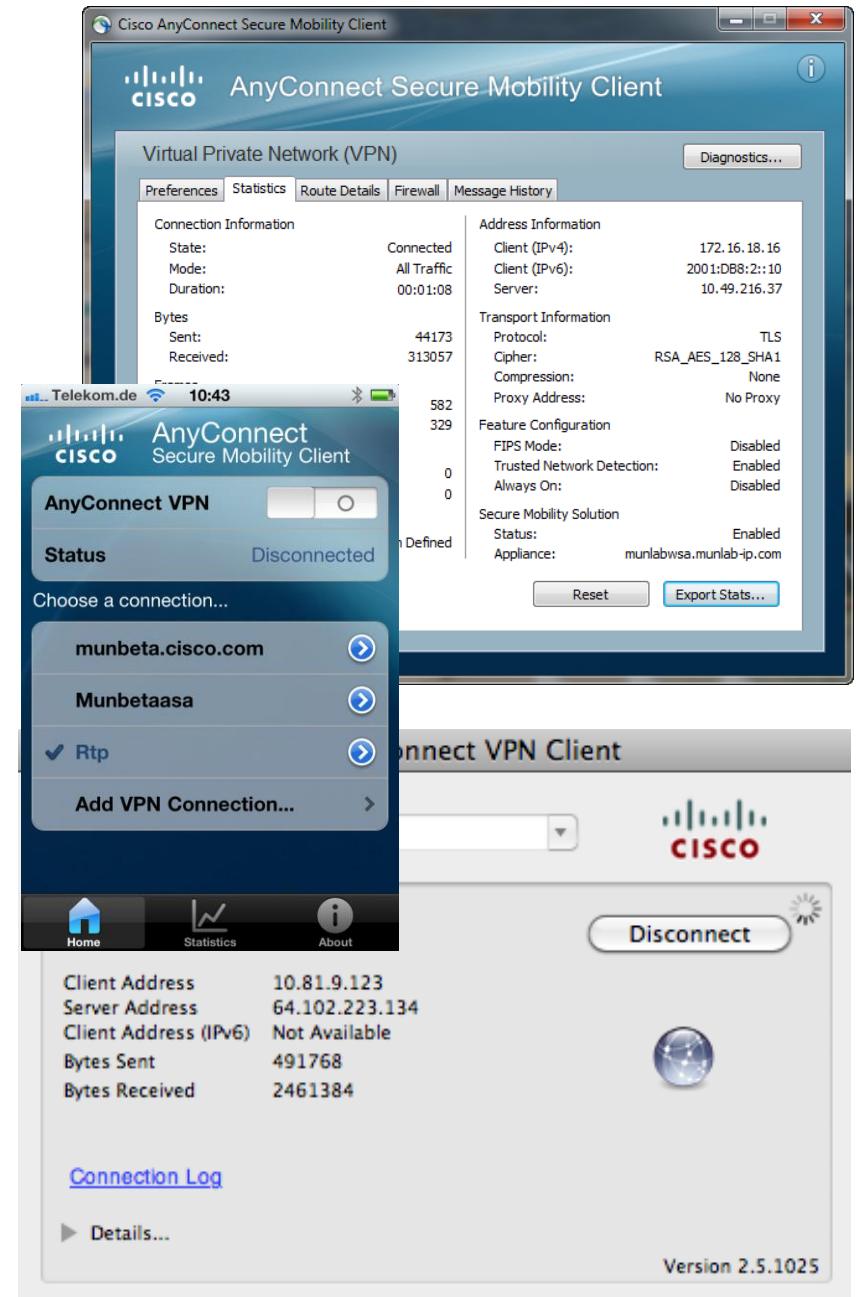 Cisco AnyConnect Secure Mobility Client
CISCO AnyConnect Secure Mobility Client
Virtual Private Network (VPN) Diagnostics...
Preferences Statistics Route Details Firewall Message History
Connection Information
State: Connected
Mode: All Traffic
Duration: 00:01:08
Bytes
Sent: 44173
Received: 313057
582
329
0
0
Defined
Address Information
Client (IPv4): 172.16.18.16
Client (IPv6): 2001:DB8:2::10
Server: 10.49.216.37
Transport Information
Protocol: TLS
Cipher: RSA_AES_128_SHA1
Compression: None
Proxy Address: No Proxy
Feature Configuration
FIPS Mode: Disabled
Trusted Network Detection: Enabled
Always On: Disabled
Secure Mobility Solution
Status: Enabled
Appliance: munlabwsa.munlab-ip.com
Reset Export Stats...
Telekom.de 10:43
CISCO AnyConnect
Secure Mobility Client
AnyConnect VPN
Status Disconnected
Choose a connection...
munbeta.cisco.com
Munbetaasa
Rtp
Add VPN Connection...
Home Statistics About
nnect VPN Client
CISCO
Disconnect
Client Address 10.81.9.123
Server Address 64.102.223.134
Client Address (IPv6) Not Available
Bytes Sent 491768
Bytes Received 2461384
Connection Log
Details...
Version 2.5.1025